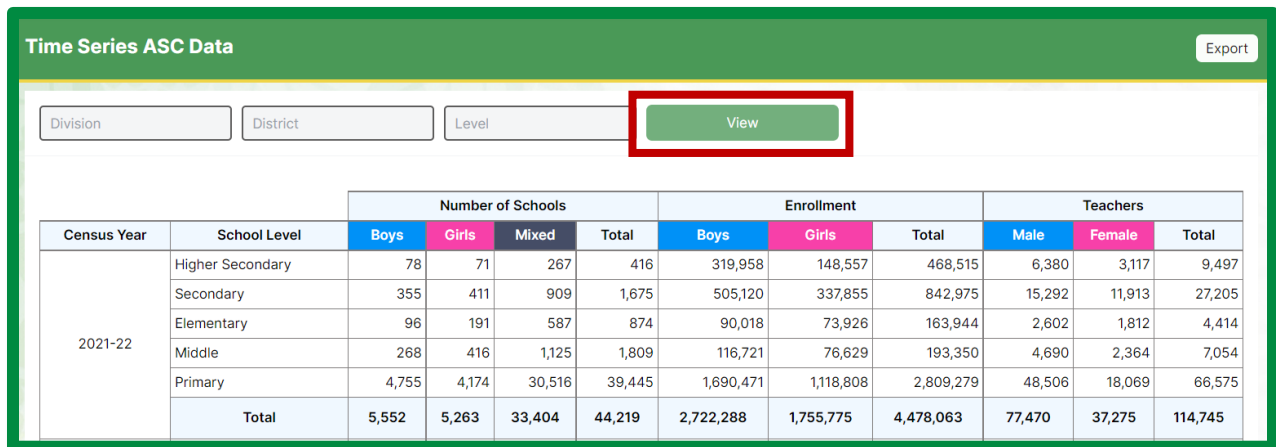 Time Series ASC Data
Export
Division District Level View
Number of Schools Enrollment Teachers
Census Year School Level Boys Girls Mixed Total Boys Girls Total Male Female Total
Higher Secondary 78 71 267 416 319,958 148,557 468,515 6,380 3,117 9,497
Secondary 355 411 909 1,675 505,120 337,855 842,975 15,292 11,913 27,205
Elementary 96 191 587 874 90,018 73,926 163,944 2,602 1,812 4,414
2021-22
Middle 268 416 1,125 1,809 116,721 76,629 193,350 4,690 2,364 7,054
Primary 4,755 4,174 30,516 39,445 1,690,471 1,118,808 2,809,279 48,506 18,069 66,575
Total 5,552 5,263 33,404 44,219 2,722,288 1,755,775 4,478,063 77,470 37,275 114,745